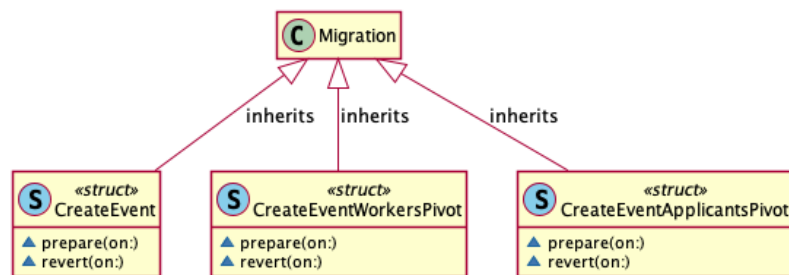 C Migration
inherits inherits inherits
S «struct» CreateEvent
prepare(on:)
revert(on:)
S «struct» CreateEventWorkersPivot
prepare(on:)
revert(on:)
S «struct» CreateEventApplicantsPivot
prepare(on:)
revert(on:)